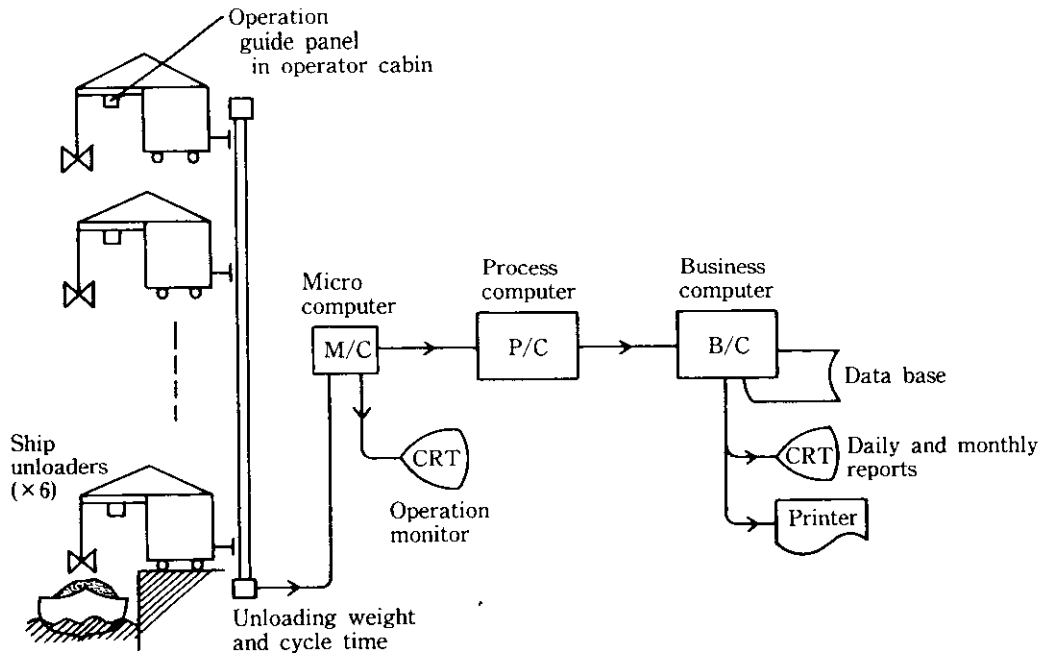 Operation
guide panel
in operator cabin
Micro
computer
Process
computer
Business
computer
M/C
P/C
B/C
Data base
Ship
unloaders
(×6)
CRT
CRT
Daily and monthly
reports
Operation
monitor
Printer
Unloading weight
and cycle time